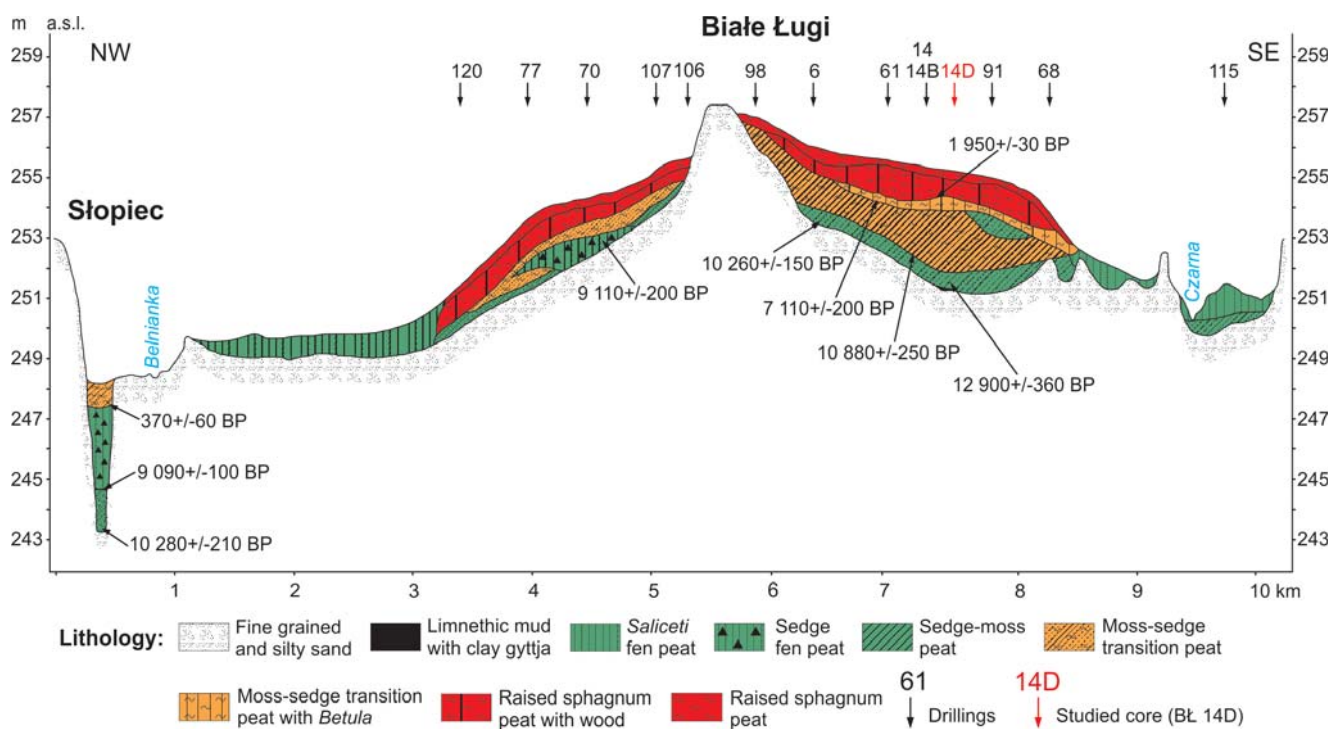 m a.s.l.
Białe Ługi
259
NW
SE
259
14
120 77 70 107 106 98 6 61 14B 14D 91 68 115
257
257
1 950+/-30 BP
255
255
Słopiec
253
253
10 260+/-150 BP
9 110+/-200 BP
7 110+/-200 BP
251
251
Belnianka
Czarna
10 880+/-250 BP
249
249
12 900+/-360 BP
370+/-60 BP
247
247
9 090+/-100 BP
245
245
243
243
10 280+/-210 BP
1 2 3 4 5 6 7 8 9 10 km
Lithology:
Fine grained
and silty sand
Limnethic mud
with clay gyttja
Saliceti
fen peat
Sedge
fen peat
Sedge-moss
peat
Moss-sedge
transition peat
Moss-sedge transition
peat with Betula
Raised sphagnum
peat with wood
Raised sphagnum
peat
61
Drillings
14D
Studied core (BŁ 14D)